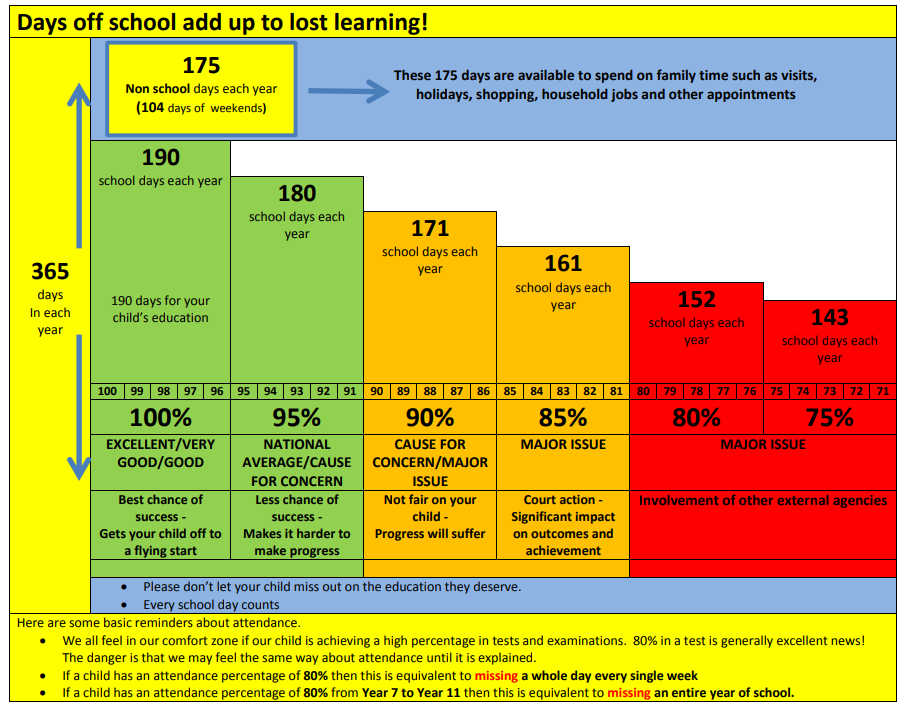 Days off school add up to lost learning!
175
Non school days each year
(104 days of weekends)
These 175 days are available to spend on family time such as visits,
holidays, shopping, household jobs and other appointments
365
days
In each
year
190
school days each year
190 days for your
child's education
180
school days each
year
171
school days each
year
161
school days each
year
152
school days each
year
143
school days each
year
100 99 98 97 96 95 94 93 92 91 90 89 88 87 86 85 84 83 82 81 80 79 78 77 76 75 74 73 72 71
100% 95% 90% 85% 80% 75%
EXCELLENT/VERY
GOOD/GOOD
NATIONAL
AVERAGE/CAUSE
FOR CONCERN
CAUSE FOR
CONCERN/MAJOR
ISSUE
MAJOR ISSUE
MAJOR ISSUE
Best chance of
success -
Gets your child off to
a flying start
Less chance of
success -
Makes it harder to
make progress
Not fair on your
child -
Progress will suffer
Court action -
Significant impact
on outcomes and
achievement
Involvement of other external agencies
• Please don't let your child miss out on the education they deserve.
• Every school day counts
Here are some basic reminders about attendance.
• We all feel in our comfort zone if our child is achieving a high percentage in tests and examinations. 80% in a test is generally excellent news!
The danger is that we may feel the same way about attendance until it is explained.
• If a child has an attendance percentage of 80% then this is equivalent to missing a whole day every single week
• If a child has an attendance percentage of 80% from Year 7 to Year 11 then this is equivalent to missing an entire year of school.